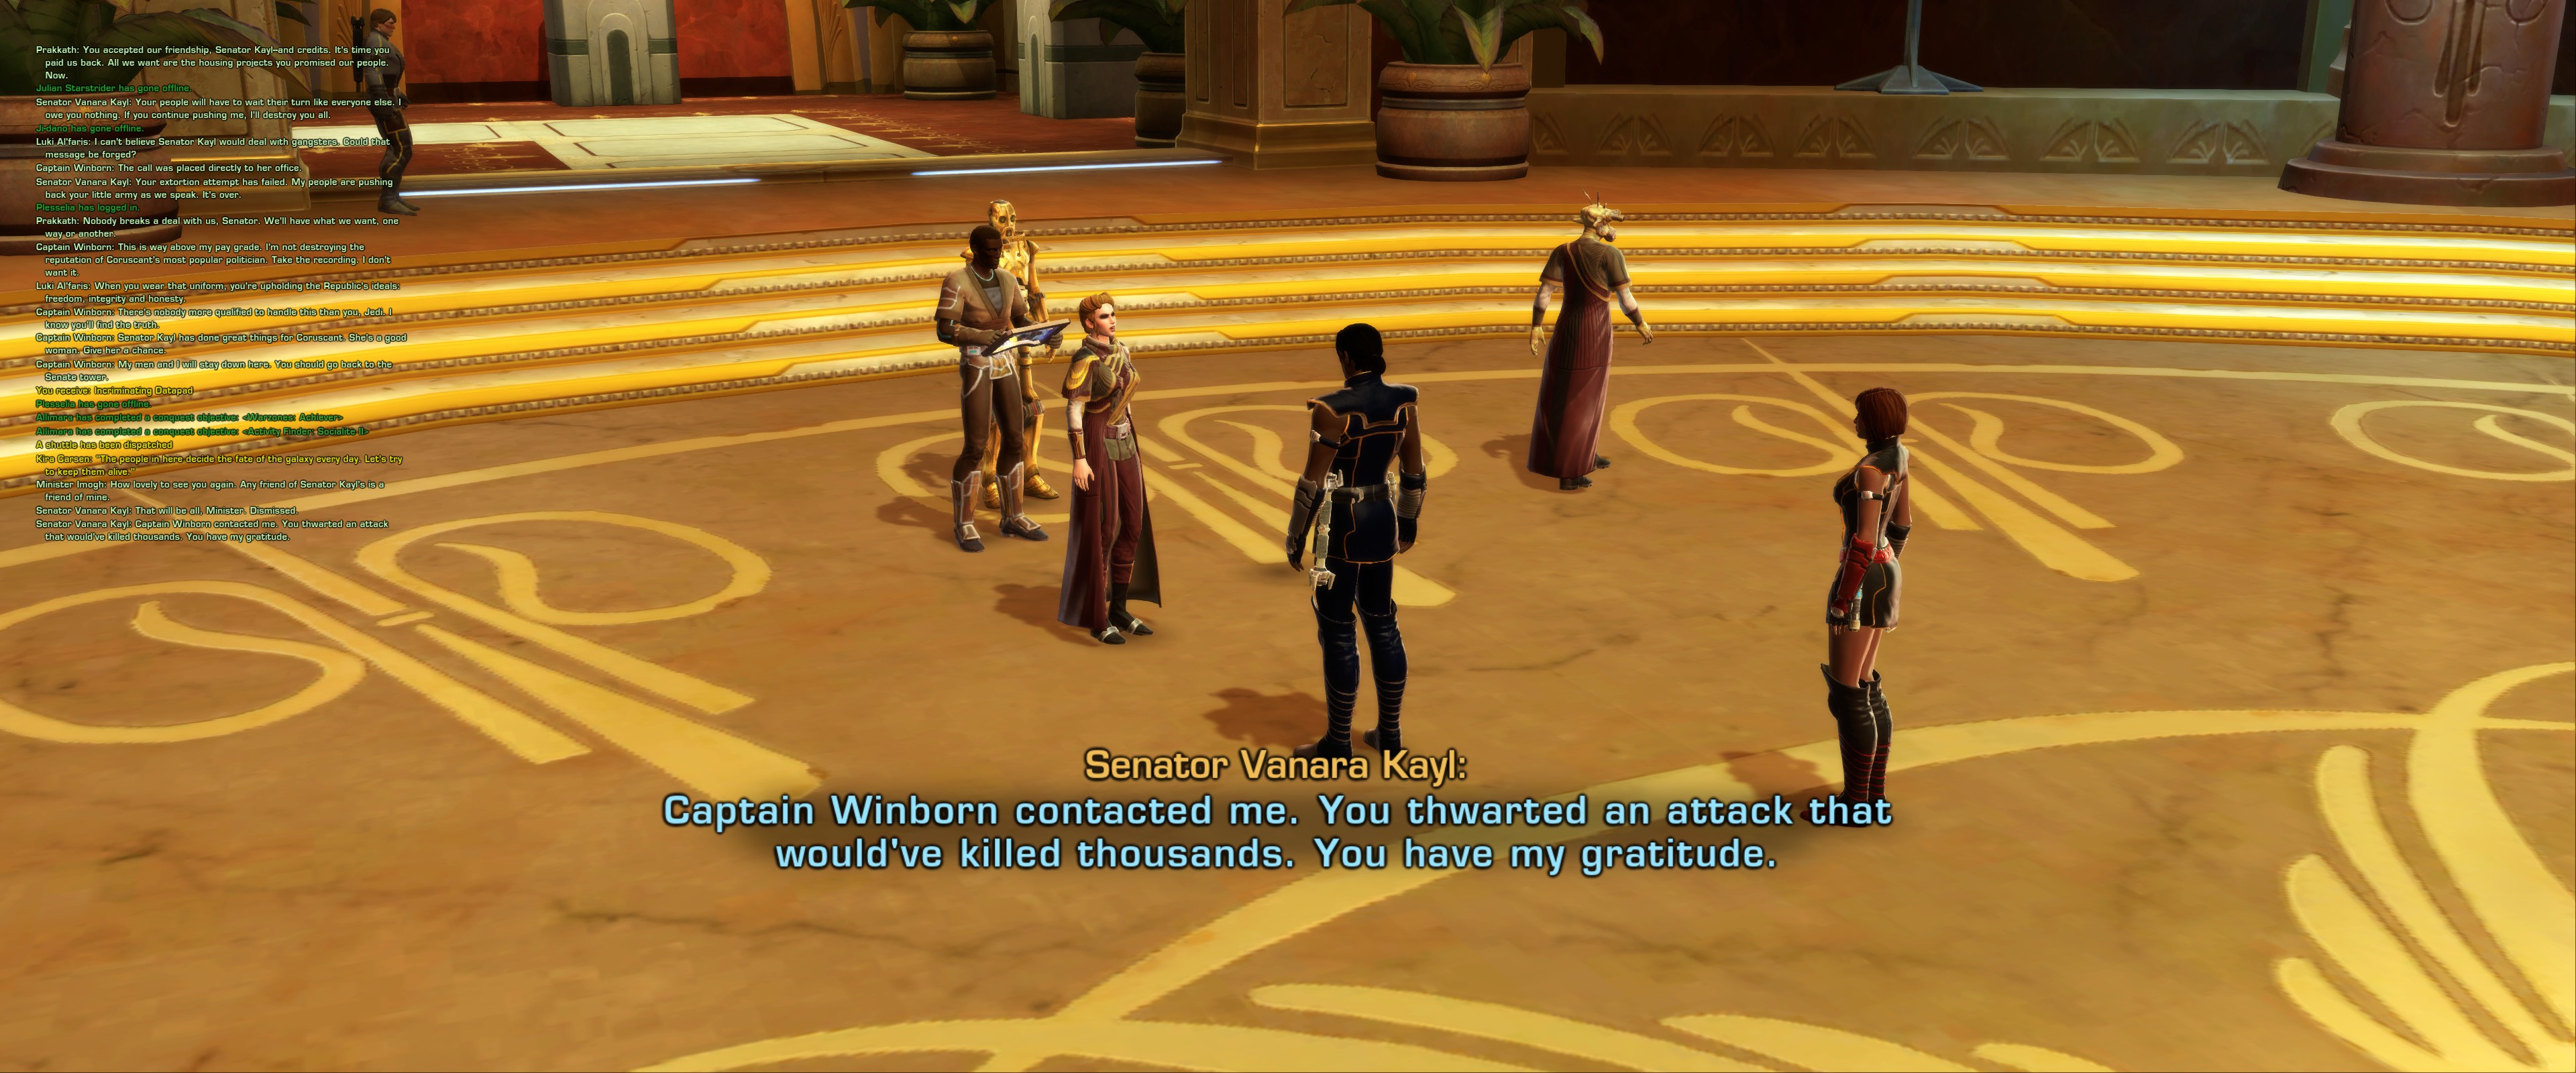 Prakkath: You accepted our friendship, Senator Kayl–and credits. It's time you
paid us back. All we want are the housing projects you promised our people.
Now.
Julian Starstrider has gone offline.
Senator Vanara Kayl: Your people will have to wait their turn like everyone else. I
owe you nothing. If you continue pushing me, I'll destroy you all.
Ji-dano has gone offline.
Luki Al'faris: I can't believe Senator Kayl would deal with gangsters. Could that
message be forged?
Captain Winborn: The call was placed directly to her office.
Senator Vanara Kayl: Your extortion attempt has failed. My people are pushing
back your little army as we speak. It's over.
Plesselia has logged in.
Prakkath: Nobody breaks a deal with us, Senator. We'll have what we want, one
way or another.
Captain Winborn: This is way above my pay grade. I'm not destroying the
reputation of Coruscant's most popular politician. Take the recording. I don't
want it.
Luki Al'faris: When you wear that uniform, you're upholding the Republic's ideals:
freedom, integrity and honesty.
Captain Winborn: There's nobody more qualified to handle this than you, Jedi. I
know you'll find the truth.
Captain Winborn: Senator Kayl has done great things for Coruscant. She's a good
woman. Give her a chance.
Captain Winborn: My men and I will stay down here. You should go back to the
Senate tower.
You receive: Incriminating Datapad
Plesselia has gone offline.
Allimara has completed a conquest objective: <Warzones: Achiever>
Allimara has completed a conquest objective: <Activity Finder: Socialite II>
A shuttle has been dispatched
Kira Carsen: "The people in here decide the fate of the galaxy every day. Let's try
to keep them alive."
Minister Imogh: How lovely to see you again. Any friend of Senator Kayl's is a
friend of mine.
Senator Vanara Kayl: That will be all, Minister. Dismissed.
Senator Vanara Kayl: Captain Winborn contacted me. You thwarted an attack
that would've killed thousands. You have my gratitude.
Senator Vanara Kayl:
Captain Winborn contacted me. You thwarted an attack that
would've killed thousands. You have my gratitude.